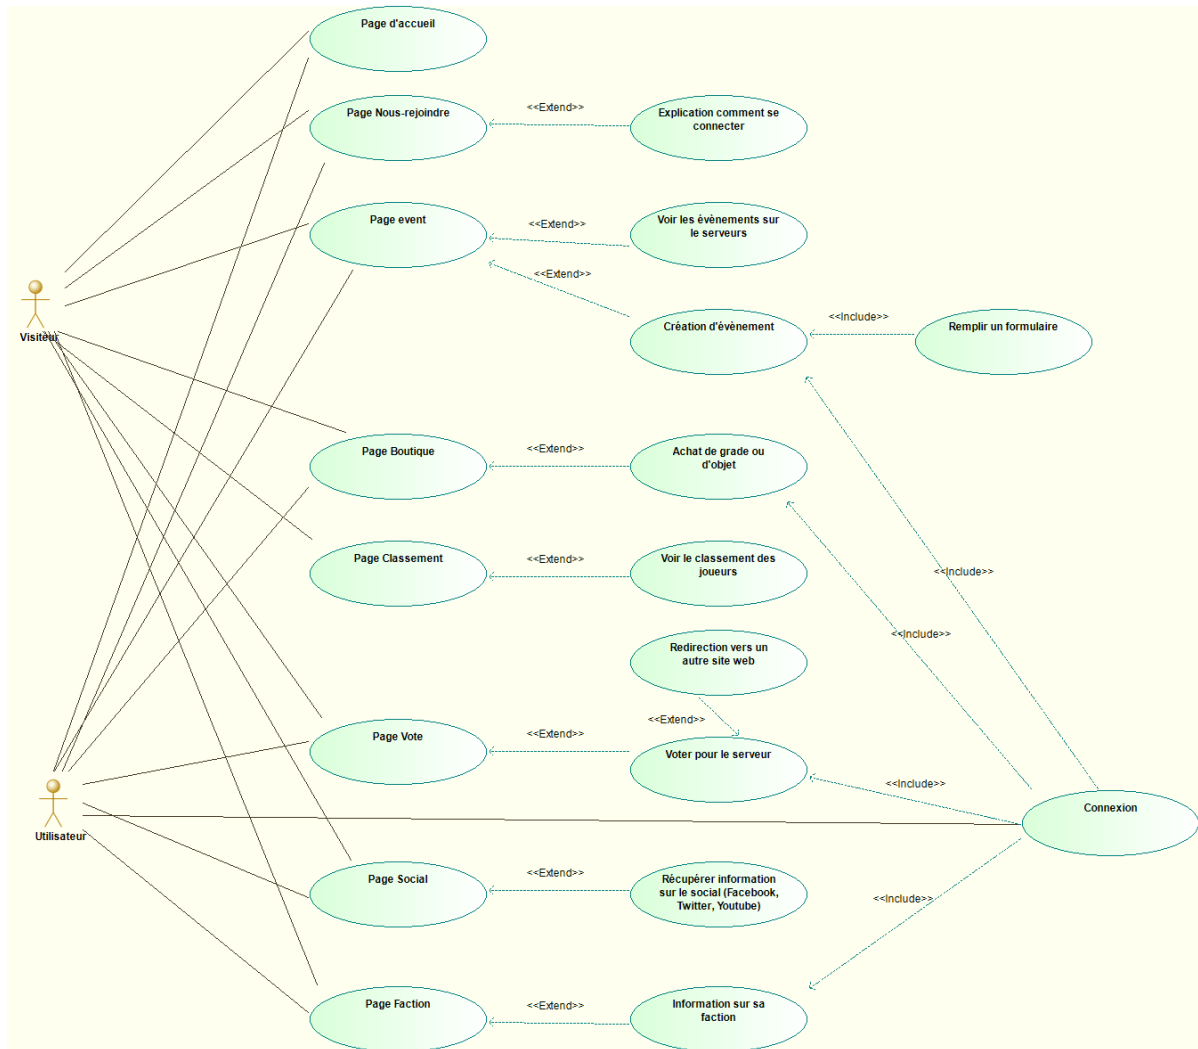 Page d'accueil
Page Nous-rejoindre
<<Extend>>
Explication comment se
connecter
Page event
<<Extend>>
Voir les évènements sur
le serveurs
<<Extend>>
Création d'évènement
<<Include>>
Remplir un formulaire
Visiteur
Page Boutique
<<Extend>>
Achat de grade ou
d'objet
Page Classement
<<Extend>>
Voir le classement des
joueurs
<<Include>>
<<Include>>
Redirection vers un
autre site web
<<Extend>>
Page Vote
<<Extend>>
Voter pour le serveur
<<Include>>
Connexion
Utilisateur
Page Social
<<Extend>>
Récupérer information
sur le social (Facebook,
Twitter, Youtube)
<<Include>>
Page Faction
<<Extend>>
Information sur sa
faction